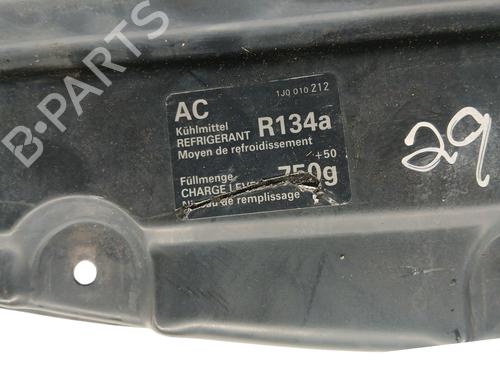 AC 1J0 010 212
Kühlmittel
REFRIGERANT R134a
Moyen de refroidissement
+50
Füllmenge 750g
CHARGE LEVEL
Niveau de remplissage
29
B-PARTS